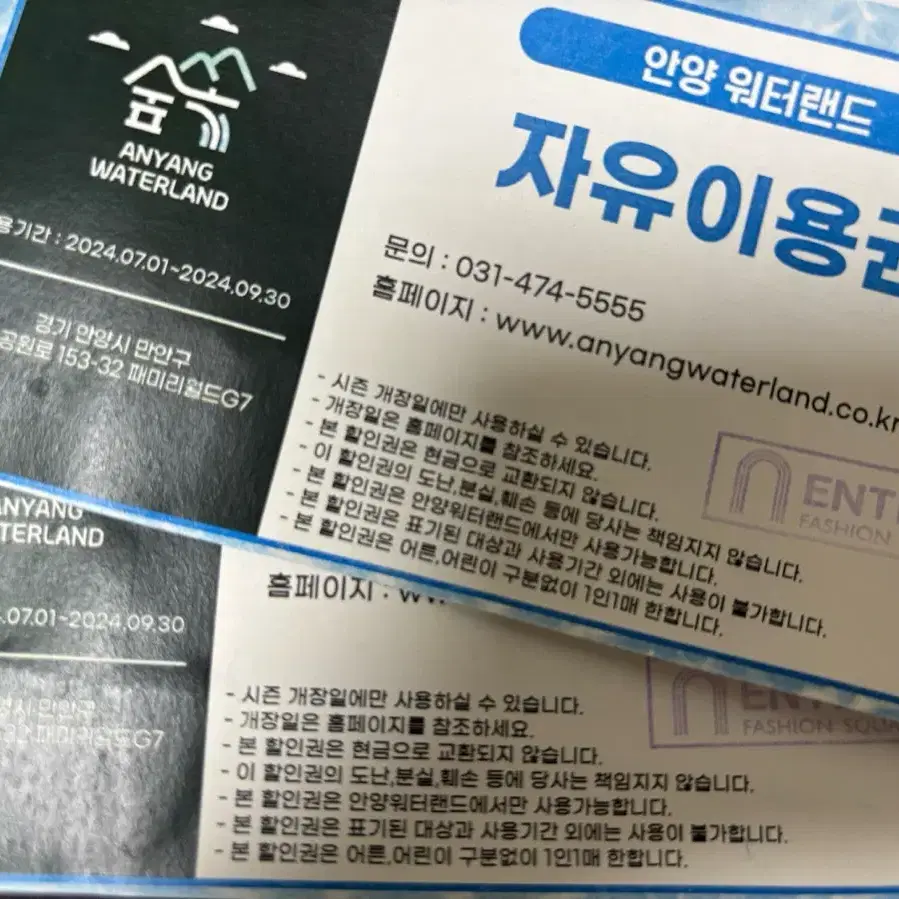 ANYANG
WATERLAND
용기간 : 2024.07.01~2024.09.30
경기 안양시 만안구
공원로 153-32 패미리월드G7
안양 워터랜드
자유이용권
문의 : 031-474-5555
홈페이지 : www.anyangwaterland.co.kr
- 시즌 개장일에만 사용하실 수 있습니다.
- 개장일은 홈페이지를 참조하세요.
- 본 할인권은 현금으로 교환되지 않습니다.
- 이 할인권의 도난,분실,훼손 등에 당사는 책임지지 않습니다.
- 본 할인권은 안양워터랜드에서만 사용가능합니다.
- 본 할인권은 표기된 대상과 사용기간 외에는 사용이 불가합니다.
- 본 할인권은 어른,어린이 구분없이 1인1매 한합니다.
ENT
FASHION
ANYANG
TERLAND
.07.01~2024.09.30
시 만안구
32 패미리월드G7
홈페이지 :
- 시즌 개장일에만 사용하실 수 있습니다.
- 개장일은 홈페이지를 참조하세요.
- 본 할인권은 현금으로 교환되지 않습니다.
- 이 할인권의 도난,분실,훼손 등에 당사는 책임지지 않습니다.
- 본 할인권은 안양워터랜드에서만 사용가능합니다.
- 본 할인권은 표기된 대상과 사용기간 외에는 사용이 불가합니다.
- 본 할인권은 어른,어린이 구분없이 1인1매 한합니다.
ENT
FASHION SQUA